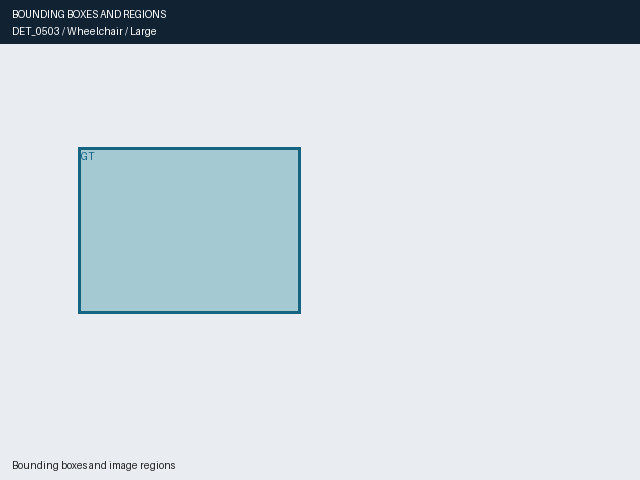 BOUNDING BOXES AND REGIONS
DET_0503 / Wheelchair / Large
GT
Bounding boxes and image regions